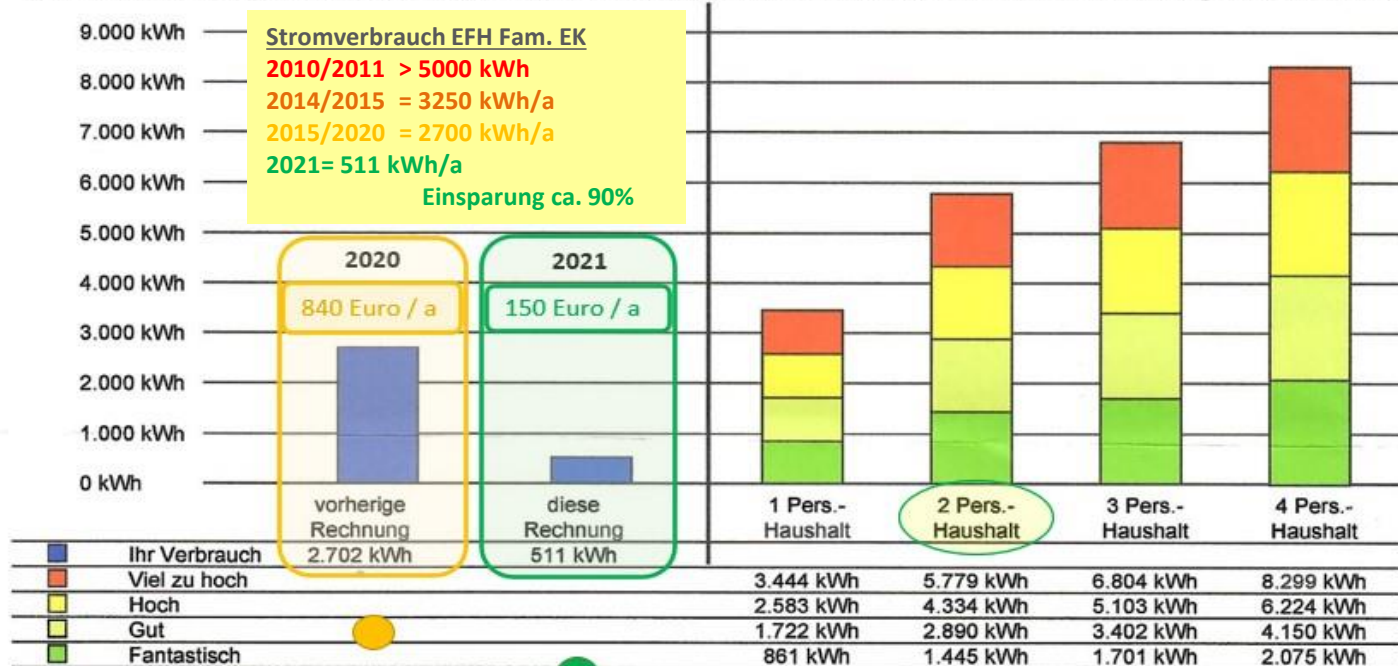 9.000 kWh
8.000 kWh
7.000 kWh
6.000 kWh
5.000 kWh
4.000 kWh
3.000 kWh
2.000 kWh
1.000 kWh
0 kWh
Stromverbrauch EFH Fam. EK
2010/2011 > 5000 kWh
2014/2015 = 3250 kWh/a
2015/2020 = 2700 kWh/a
2021= 511 kWh/a
Einsparung ca. 90%
2020
840 Euro / a
2021
150 Euro / a
vorherige
Rechnung
diese
Rechnung
1 Pers.-
Haushalt
2 Pers.-
Haushalt
3 Pers.-
Haushalt
4 Pers.-
Haushalt
Ihr Verbrauch 2.702 kWh 511 kWh
Viel zu hoch 3.444 kWh 5.779 kWh 6.804 kWh 8.299 kWh
Hoch 2.583 kWh 4.334 kWh 5.103 kWh 6.224 kWh
Gut 1.722 kWh 2.890 kWh 3.402 kWh 4.150 kWh
Fantastisch 861 kWh 1.445 kWh 1.701 kWh 2.075 kWh